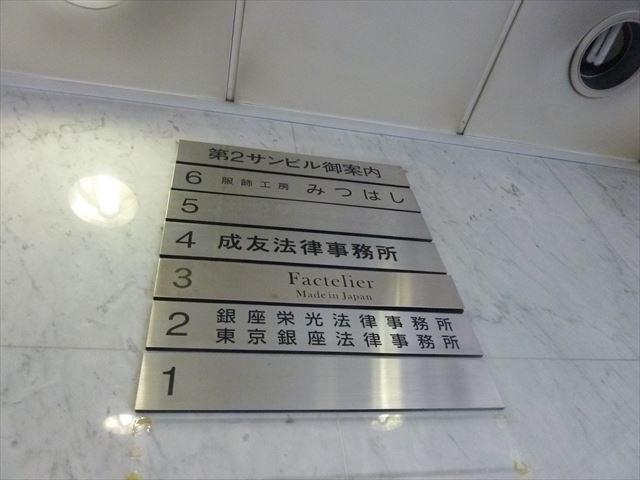 第2サンビル御案内
6 服飾工房 みつはし
5
4 成友法律事務所
3 Factelier
Made in Japan
2 銀座栄光法律事務所
東京銀座法律事務所
1